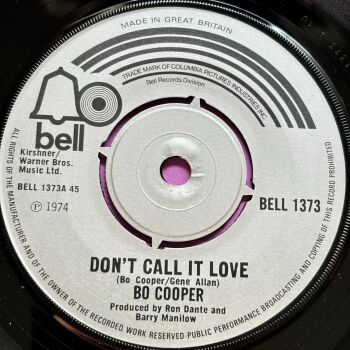 MADE IN GREAT BRITAIN
TRADE MARK OF COLUMBIA PICTURES INDUSTRIES INC.
Bell Records Division
bell
Kirshner/
Warner Bros.
Music Ltd.
BELL 1373A 45
℗ 1974
BELL 1373
DON'T CALL IT LOVE
(Bo Cooper/Gene Allan)
BO COOPER
Produced by Ron Dante and
Barry Manilow
ALL RIGHTS OF THE MANUFACTURER AND OF THE OWNER OF THE RECORDED WORK RESERVED·PUBLIC PERFORMANCE BROADCASTING AND COPYING OF THIS RECORD PROHIBITED